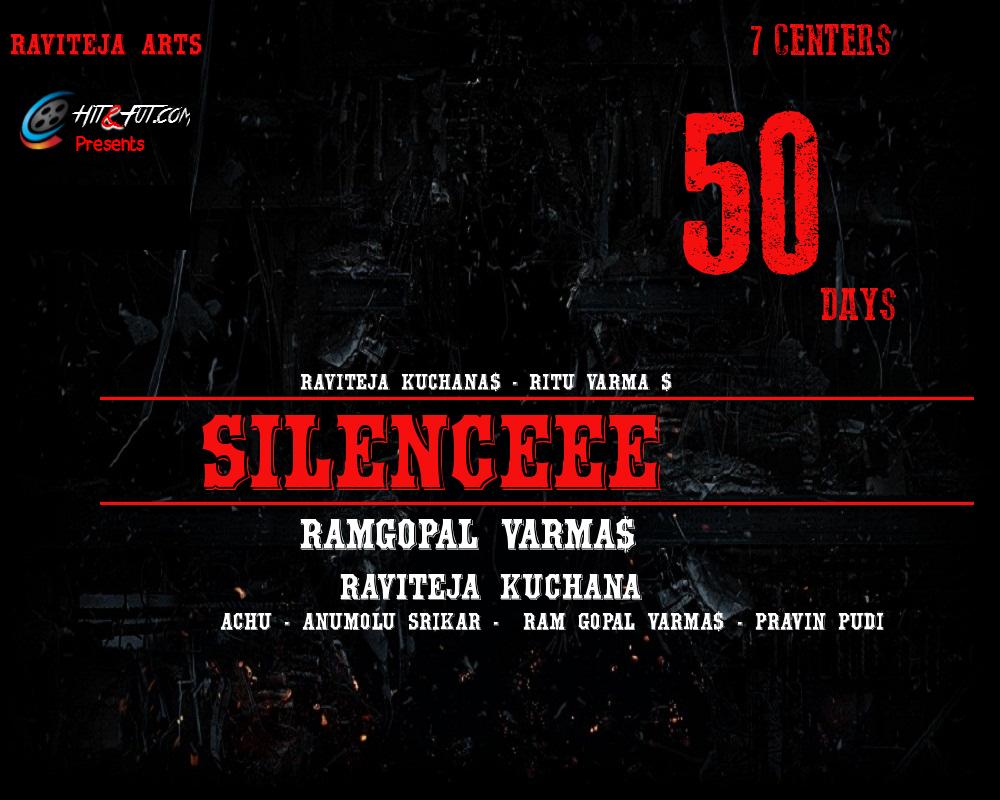 RAVITEJA ARTS
7 CENTERS
HIT&FUT.COM
Presents
50
DAYS
RAVITEJA KUCHANA$ - RITU VARMA $
SILENCEEE
RAMGOPAL VARMA$
RAVITEJA KUCHANA
ACHU - ANUMOLU SRIKAR - RAM GOPAL VARMA$ - PRAVIN PUDI